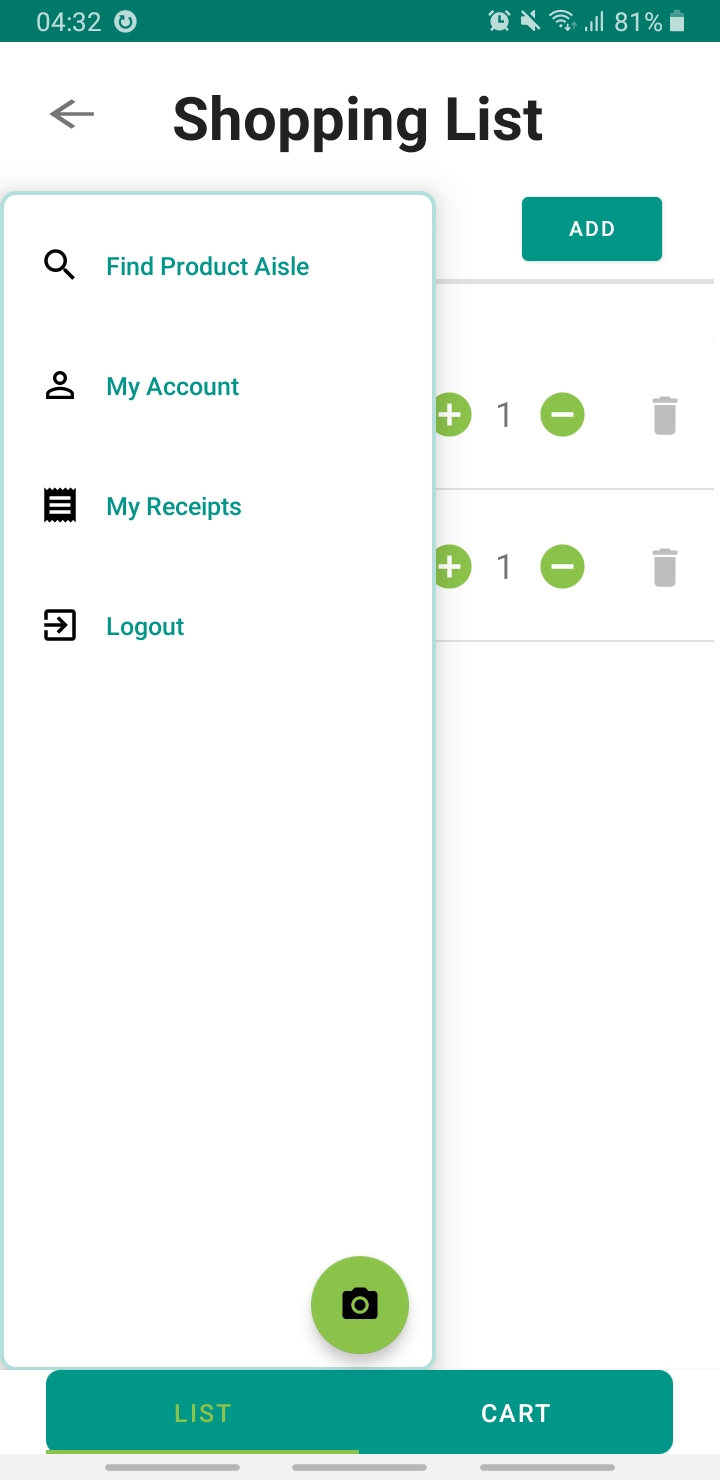 04:32 81%
Shopping List
ADD
Find Product Aisle
My Account
1
My Receipts
1
Logout
LIST CART